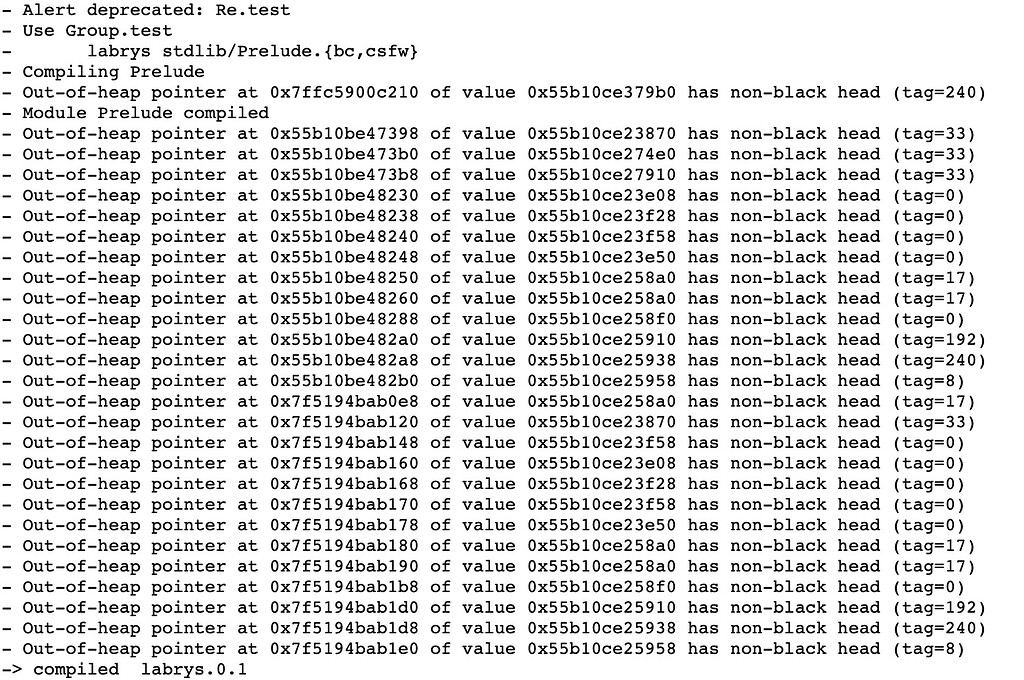 - Alert deprecated: Re.test
- Use Group.test
-       labrys stdlib/Prelude.{bc,csfw}
- Compiling Prelude
- Out-of-heap pointer at 0x7ffc5900c210 of value 0x55b10ce379b0 has non-black head (tag=240)
- Module Prelude compiled
- Out-of-heap pointer at 0x55b10be47398 of value 0x55b10ce23870 has non-black head (tag=33)
- Out-of-heap pointer at 0x55b10be473b0 of value 0x55b10ce274e0 has non-black head (tag=33)
- Out-of-heap pointer at 0x55b10be473b8 of value 0x55b10ce27910 has non-black head (tag=33)
- Out-of-heap pointer at 0x55b10be48230 of value 0x55b10ce23e08 has non-black head (tag=0)
- Out-of-heap pointer at 0x55b10be48238 of value 0x55b10ce23f28 has non-black head (tag=0)
- Out-of-heap pointer at 0x55b10be48240 of value 0x55b10ce23f58 has non-black head (tag=0)
- Out-of-heap pointer at 0x55b10be48248 of value 0x55b10ce23e50 has non-black head (tag=0)
- Out-of-heap pointer at 0x55b10be48250 of value 0x55b10ce258a0 has non-black head (tag=17)
- Out-of-heap pointer at 0x55b10be48260 of value 0x55b10ce258a0 has non-black head (tag=17)
- Out-of-heap pointer at 0x55b10be48288 of value 0x55b10ce258f0 has non-black head (tag=0)
- Out-of-heap pointer at 0x55b10be482a0 of value 0x55b10ce25910 has non-black head (tag=192)
- Out-of-heap pointer at 0x55b10be482a8 of value 0x55b10ce25938 has non-black head (tag=240)
- Out-of-heap pointer at 0x55b10be482b0 of value 0x55b10ce25958 has non-black head (tag=8)
- Out-of-heap pointer at 0x7f5194bab0e8 of value 0x55b10ce258a0 has non-black head (tag=17)
- Out-of-heap pointer at 0x7f5194bab120 of value 0x55b10ce23870 has non-black head (tag=33)
- Out-of-heap pointer at 0x7f5194bab148 of value 0x55b10ce23f58 has non-black head (tag=0)
- Out-of-heap pointer at 0x7f5194bab160 of value 0x55b10ce23e08 has non-black head (tag=0)
- Out-of-heap pointer at 0x7f5194bab168 of value 0x55b10ce23f28 has non-black head (tag=0)
- Out-of-heap pointer at 0x7f5194bab170 of value 0x55b10ce23f58 has non-black head (tag=0)
- Out-of-heap pointer at 0x7f5194bab178 of value 0x55b10ce23e50 has non-black head (tag=0)
- Out-of-heap pointer at 0x7f5194bab180 of value 0x55b10ce258a0 has non-black head (tag=17)
- Out-of-heap pointer at 0x7f5194bab190 of value 0x55b10ce258a0 has non-black head (tag=17)
- Out-of-heap pointer at 0x7f5194bab1b8 of value 0x55b10ce258f0 has non-black head (tag=0)
- Out-of-heap pointer at 0x7f5194bab1d0 of value 0x55b10ce25910 has non-black head (tag=192)
- Out-of-heap pointer at 0x7f5194bab1d8 of value 0x55b10ce25938 has non-black head (tag=240)
- Out-of-heap pointer at 0x7f5194bab1e0 of value 0x55b10ce25958 has non-black head (tag=8)
-> compiled  labrys.0.1